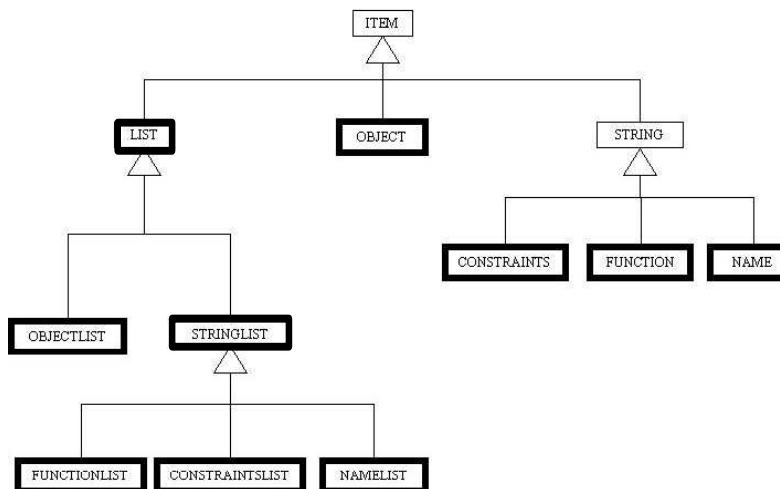 ITEM
LIST
OBJECT
STRING
CONSTRAINTS
FUNCTION
NAME
OBJECTLIST
STRINGLIST
FUNCTIONLIST
CONSTRAINTSLIST
NAMELIST